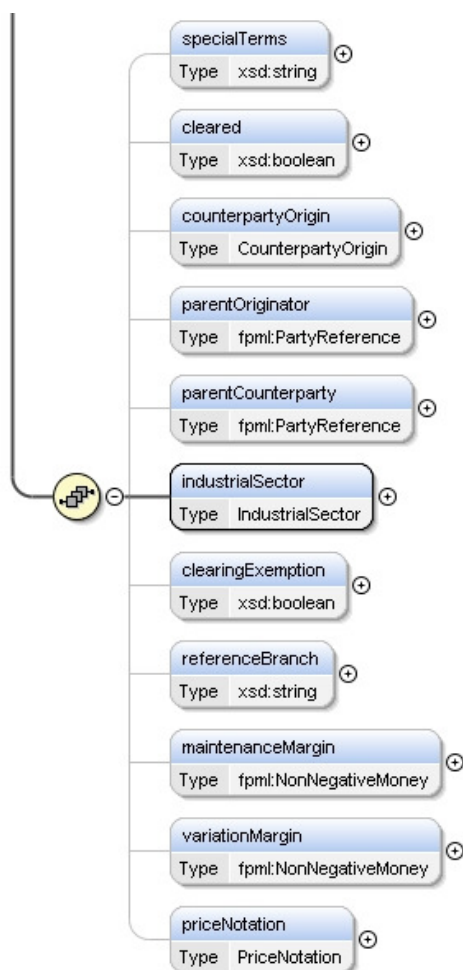 specialTerms
Type xsd:string
cleared
Type xsd:boolean
counterpartyOrigin
Type CounterpartyOrigin
parentOriginator
Type fpml:PartyReference
parentCounterparty
Type fpml:PartyReference
industrialSector
Type IndustrialSector
clearingExemption
Type xsd:boolean
referenceBranch
Type xsd:string
maintenanceMargin
Type fpml:NonNegativeMoney
variationMargin
Type fpml:NonNegativeMoney
priceNotation
Type PriceNotation